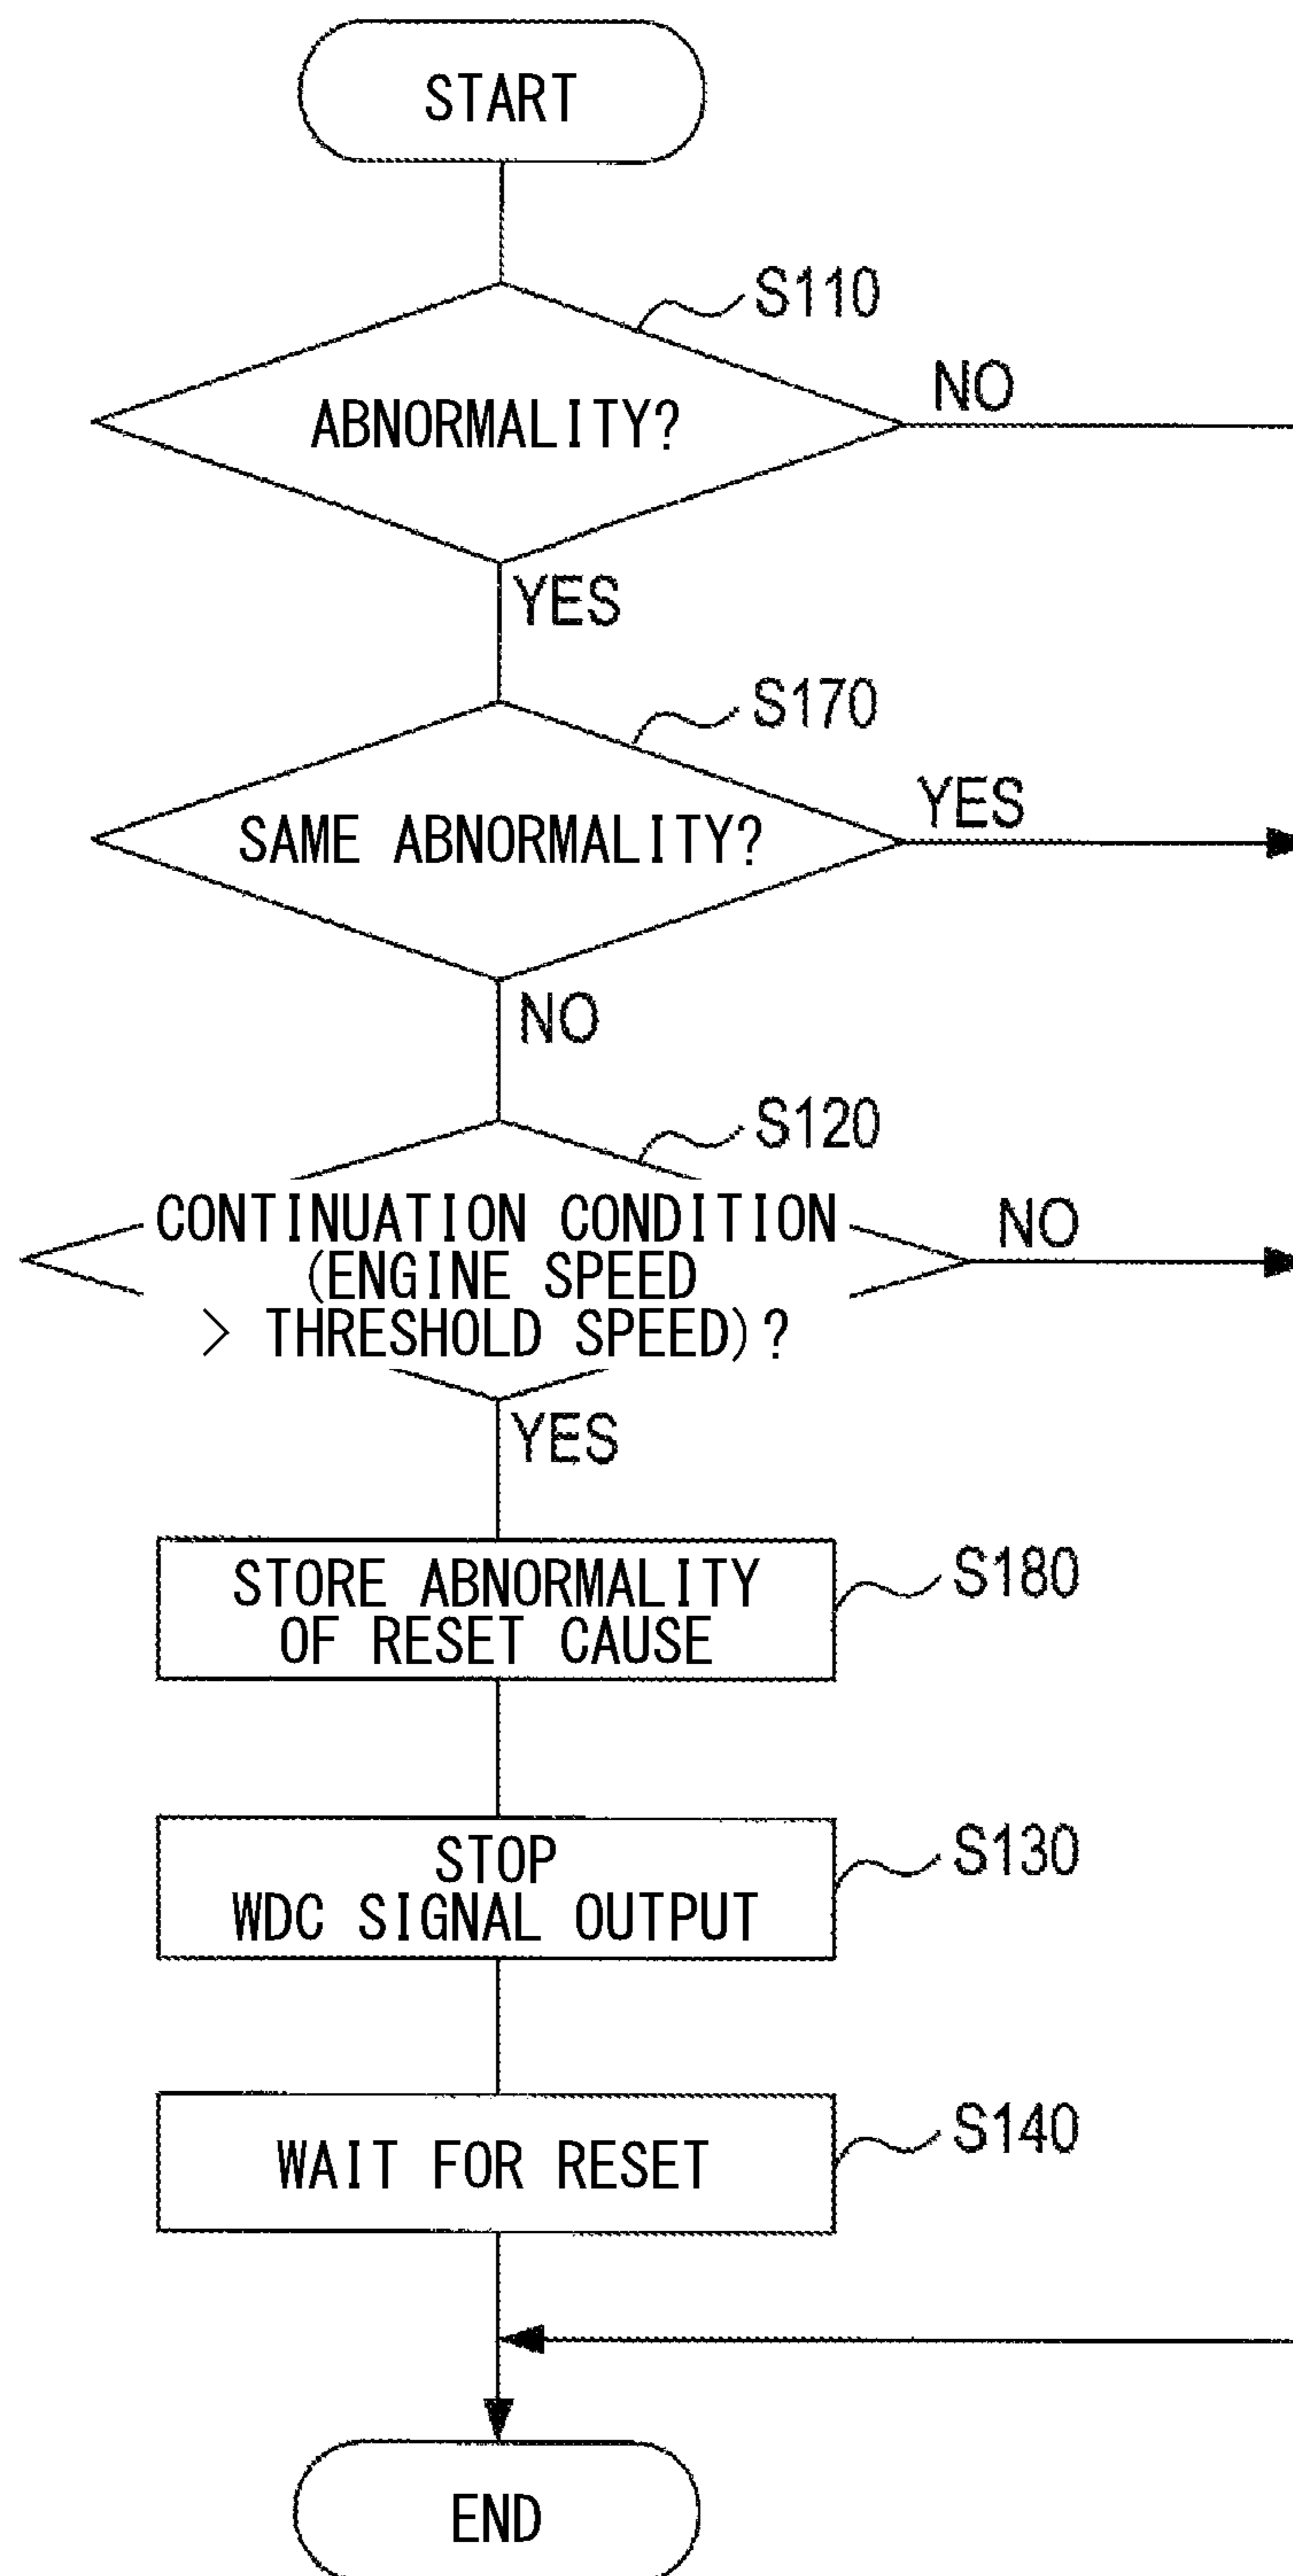 START
S110
ABNORMALITY?
NO
YES
S170
SAME ABNORMALITY?
YES
NO
S120
CONTINUATION CONDITION
(ENGINE SPEED
> THRESHOLD SPEED)?
NO
YES
STORE ABNORMALITY
OF RESET CAUSE
S180
STOP
WDC SIGNAL OUTPUT
S130
WAIT FOR RESET
S140
END